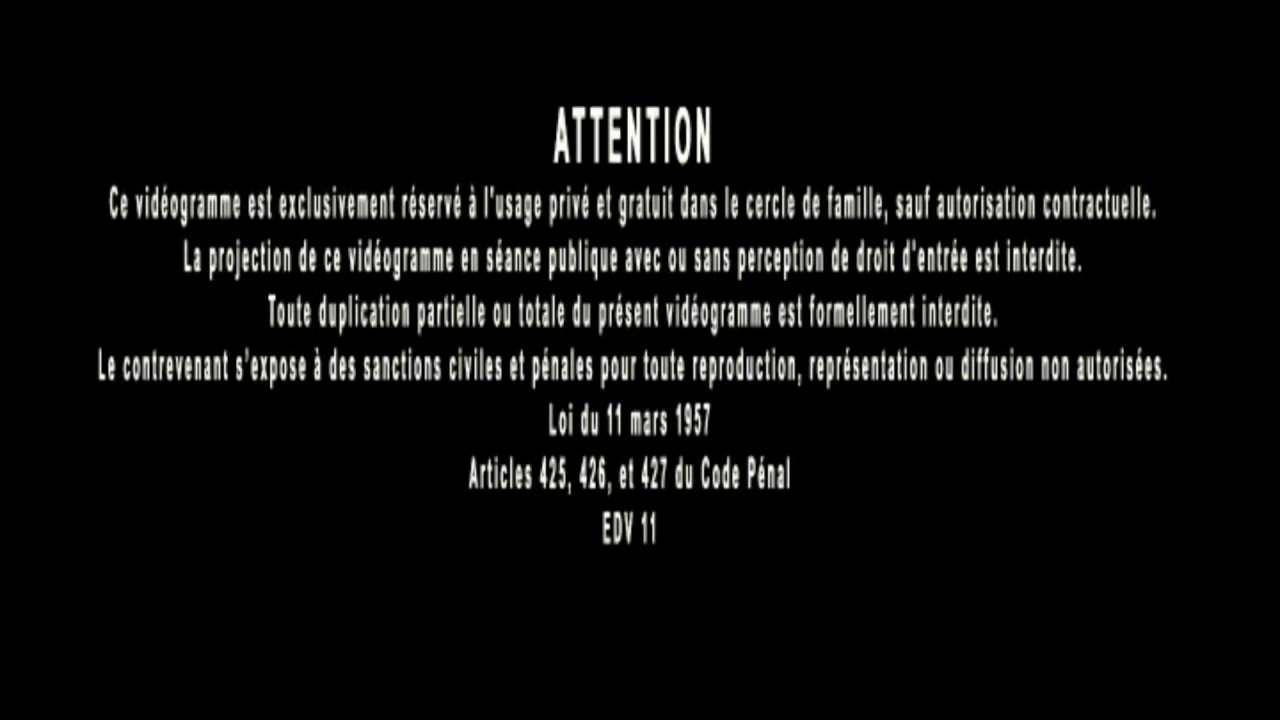 ATTENTION
Ce vidéogramme est exclusivement réservé à l'usage privé et gratuit dans le cercle de famille, sauf autorisation contractuelle.
La projection de ce vidéogramme en séance publique avec ou sans perception de droit d'entrée est interdite.
Toute duplication partielle ou totale du présent vidéogramme est formellement interdite.
Le contrevenant s'expose à des sanctions civiles et pénales pour toute reproduction, représentation ou diffusion non autorisées.
Loi du 11 mars 1957
Articles 425, 426, et 427 du Code Pénal
EDV 11